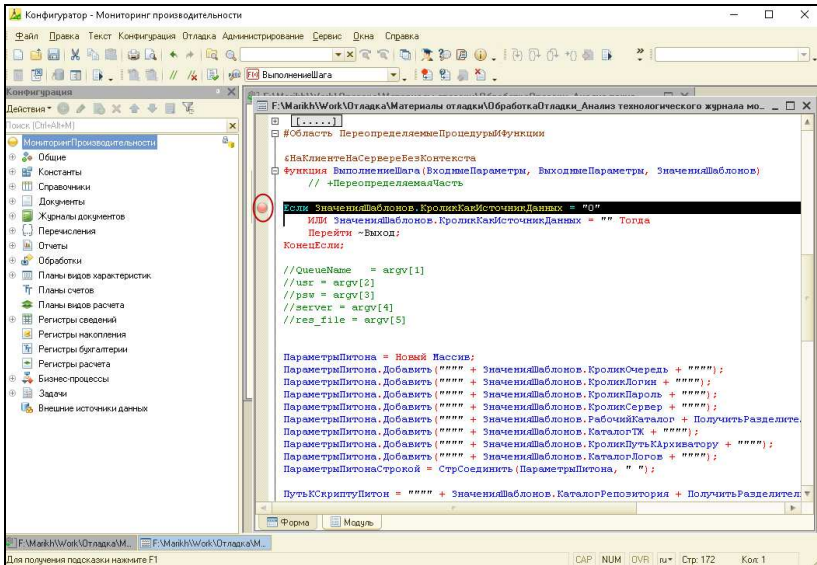 Конфигуратор - Мониторинг производительности
Файл Правка Текст Конфигурация Отладка Администрирование Сервис Окна Справка
ВыполнениеШага
Конфигурация
Действия
Поиск (Ctrl+Alt+M)
МониторингПроизводительности
Общие
Константы
Справочники
Документы
Журналы документов
Перечисления
Отчеты
Обработки
Планы видов характеристик
Планы счетов
Планы видов расчета
Регистры сведений
Регистры накопления
Регистры бухгалтерии
Регистры расчета
Бизнес-процессы
Задачи
Внешние источники данных
F:\Marikh\Work\Отладка\Материалы отладки\ОбработкаОтладки_Анализ технологического журнала мо...
[.....]
#Область ПереопределяемыеПроцедурыИФункции
&НаКлиентеНаСервереБезКонтекста
Функция ВыполнениеШага(ВходныеПараметры, ВыходныеПараметры, ЗначенияШаблонов)
// +ПереопределяемаяЧасть
Если ЗначенияШаблонов.КроликКакИсточникДанных = "0"
ИЛИ ЗначенияШаблонов.КроликКакИсточникДанных = "" Тогда
Перейти ~Выход;
КонецЕсли;
//QueueName = argv[1]
//usr = argv[2]
//psw = argv[3]
//server = argv[4]
//res_file = argv[5]
ПараметрыПитона = Новый Массив;
ПараметрыПитона.Добавить("""" + ЗначенияШаблонов.КроликОчередь + """");
ПараметрыПитона.Добавить("""" + ЗначенияШаблонов.КроликЛогин + """");
ПараметрыПитона.Добавить("""" + ЗначенияШаблонов.КроликПароль + """");
ПараметрыПитона.Добавить("""" + ЗначенияШаблонов.КроликСервер + """");
ПараметрыПитона.Добавить("""" + ЗначенияШаблонов.РабочийКаталог + ПолучитьРазделите
ПараметрыПитона.Добавить("""" + ЗначенияШаблонов.КаталогТЖ + """");
ПараметрыПитона.Добавить("""" + ЗначенияШаблонов.КроликПутьКАрхиватору + """");
ПараметрыПитона.Добавить("""" + ЗначенияШаблонов.КаталогЛогов + """");
ПараметрыПитонаСтрокой = СтрСоединить(ПараметрыПитона, " ");
ПутьКСкриптуПитон = """" + ЗначенияШаблонов.КаталогРепозитория + ПолучитьРазделител
Форма Модуль
F:\Marikh\Work\Отладка\М... F:\Marikh\Work\Отладка\М...
Для получения подсказки нажмите F1 CAP NUM OVR ru Стр: 172 Кол: 1